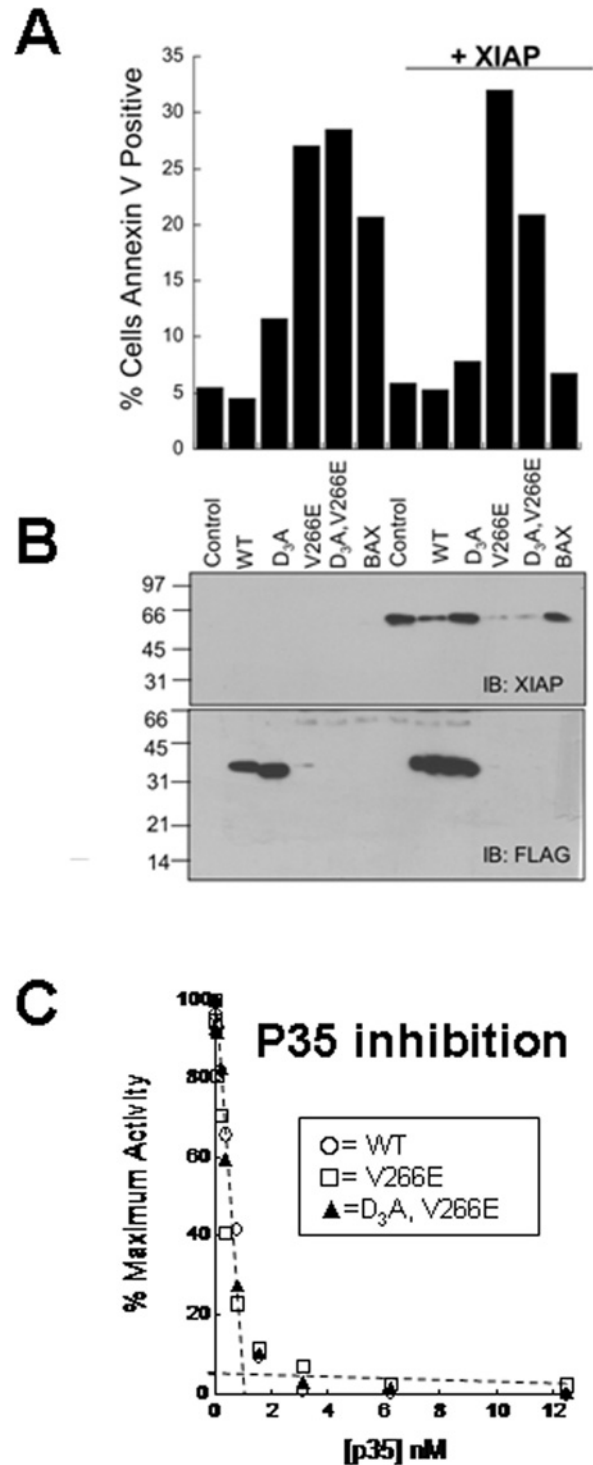 A
+ XIAP
% Cells Annexin V Positive
35
30
25
20
15
10
5
0
Control
WT
D₃A
V266E
D₃A,V266E
BAX
Control
WT
D₃A
V266E
D₃A,V266E
BAX
B
97
66
45
31
IB: XIAP
66
45
31
21
14
IB: FLAG
C
P35 inhibition
% Maximum Activity
100
80
60
40
20
0
O= WT
□= V266E
▲=D₃A, V266E
0 2 4 6 8 10 12
[p35] nM